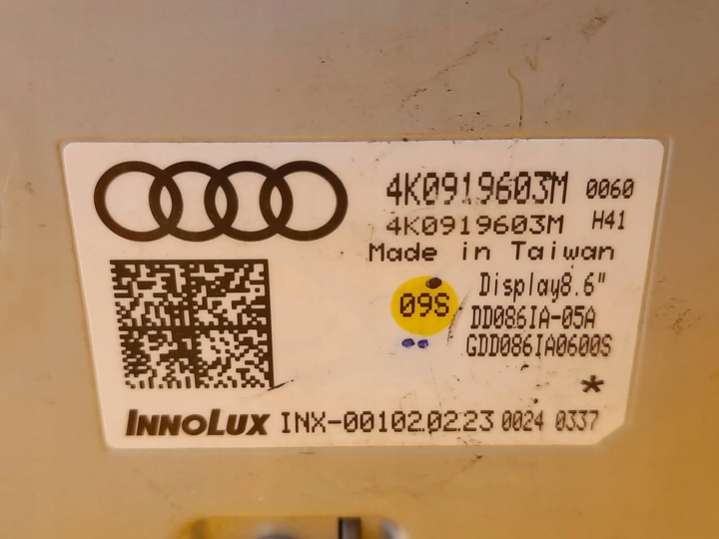 4K0919603M 0060
4K0919603M H41
Made in Taiwan
Display8.6"
09S
DD086IA-05A
GDD086IA0600S
*
INNOLUX INX-00102.02.23 0024 0337